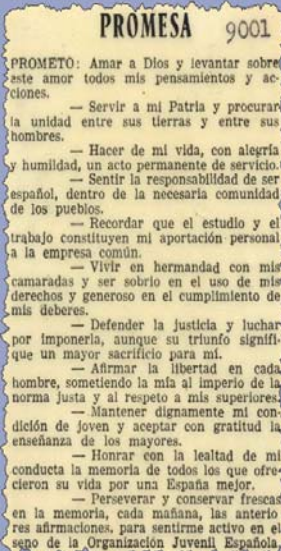 PROMESA 9001
PROMETO: Amar a Dios y levantar sobre
este amor todos mis pensamientos y ac-
ciones.
— Servir a mi Patria y procurar
la unidad entre sus tierras y entre sus
hombres.
— Hacer de mi vida, con alegría
y humildad, un acto permanente de servicio.
— Sentir la responsabilidad de ser
español, dentro de la necesaria comunidad
de los pueblos.
— Recordar que el estudio y el
trabajo constituyen mi aportación personal
a la empresa común.
— Vivir en hermandad con mis
camaradas y ser sobrio en el uso de mis
derechos y generoso en el cumplimiento de
mis deberes.
— Defender la justicia y luchar
por imponerla, aunque su triunfo signifi-
que un mayor sacrificio para mí.
— Afirmar la libertad en cada
hombre, sometiendo la mía al imperio de la
norma justa y al respeto a mis superiores.
— Mantener dignamente mi con-
dición de joven y aceptar con gratitud la
enseñanza de los mayores.
— Honrar con la lealtad de mi
conducta la memoria de todos los que ofre-
cieron su vida por una España mejor.
— Perseverar y conservar frescas
en la memoria, cada mañana, las anterio
res afirmaciones, para sentirme activo en el
seno de la Organización Juvenil Española,